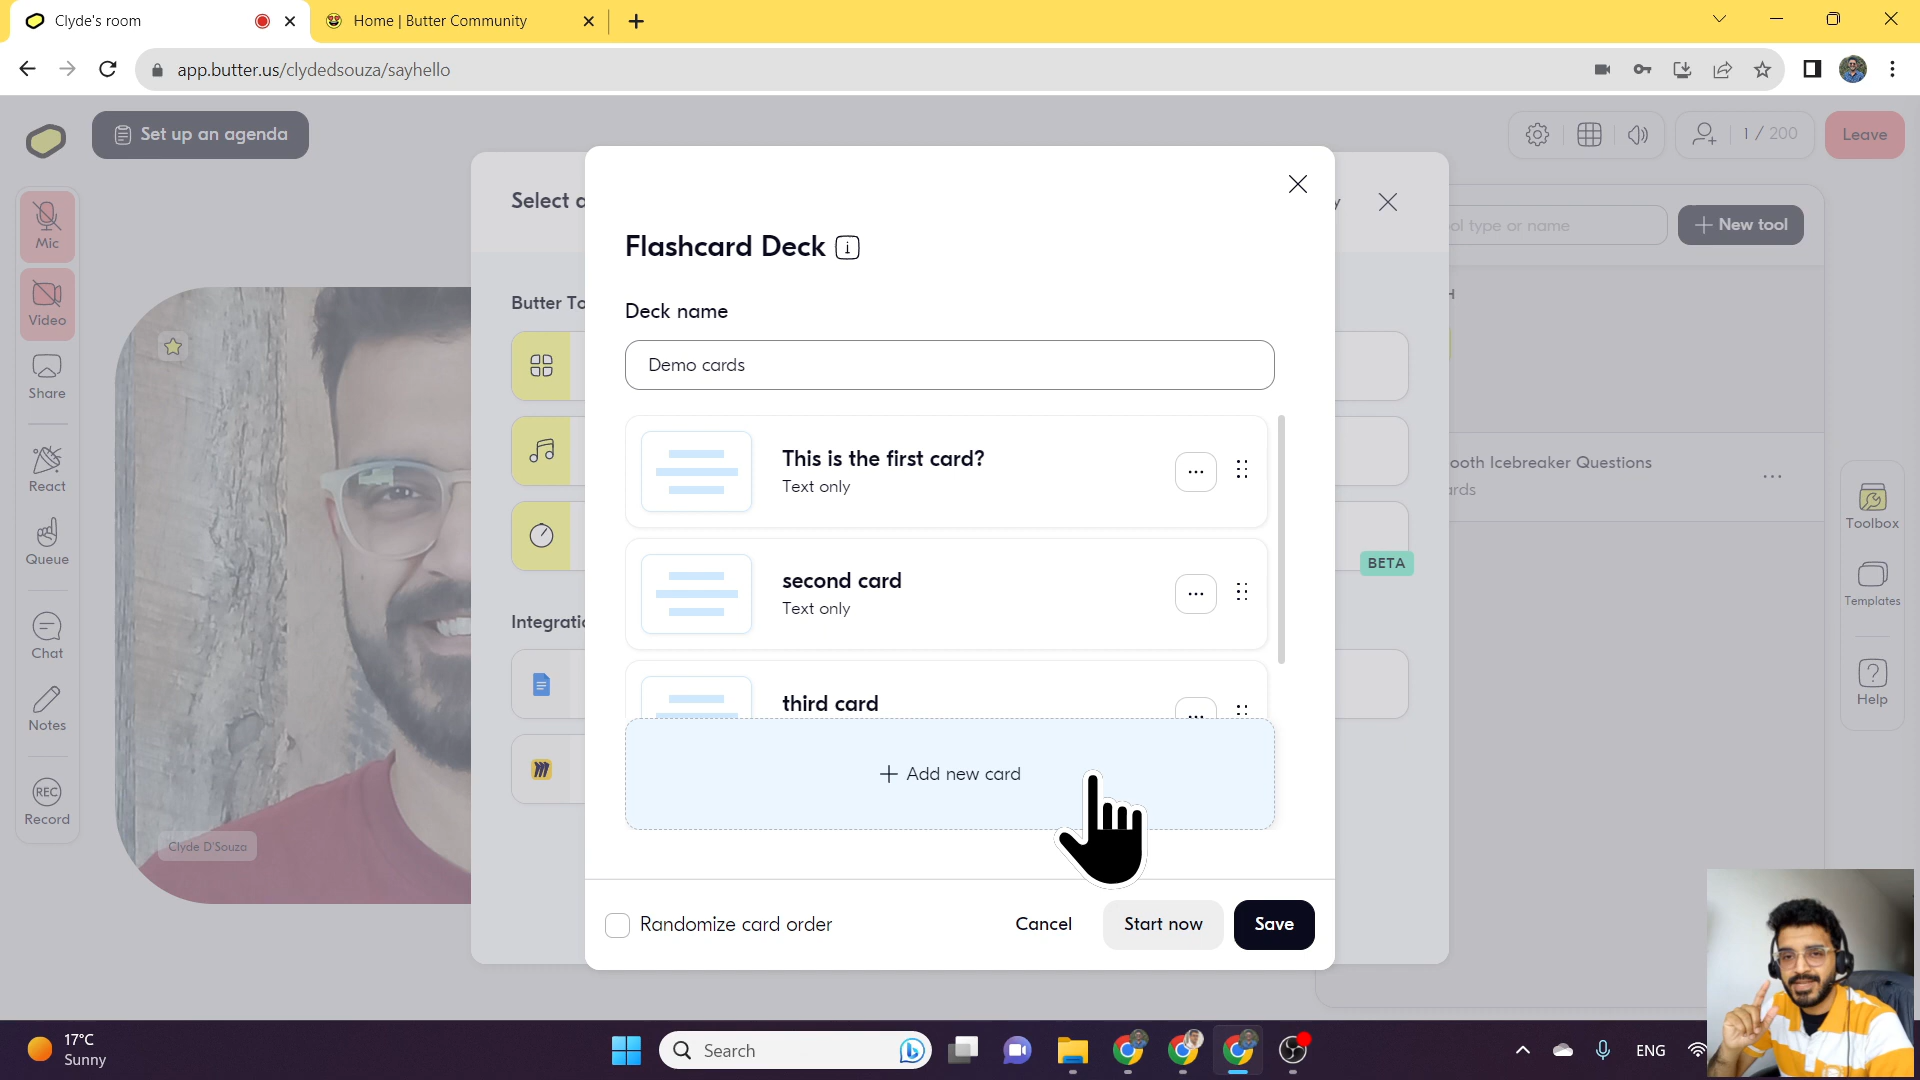 Clyde's room
Home | Butter Community
app.butter.us/clydedsouza/sayhello
Set up an agenda
1 / 200
Leave
Select a
y
ol type or name
New tool
Mic
Video
Share
React
Queue
Chat
Notes
REC
Record
Clyde D'Souza
Butter To
Integratio
Flashcard Deck
Deck name
Demo cards
This is the first card?
Text only
second card
Text only
third card
Add new card
Randomize card order
Cancel
Start now
Save
BETA
ooth Icebreaker Questions
ards
Toolbox
Templates
Help
17°C
Sunny
Search
ENG